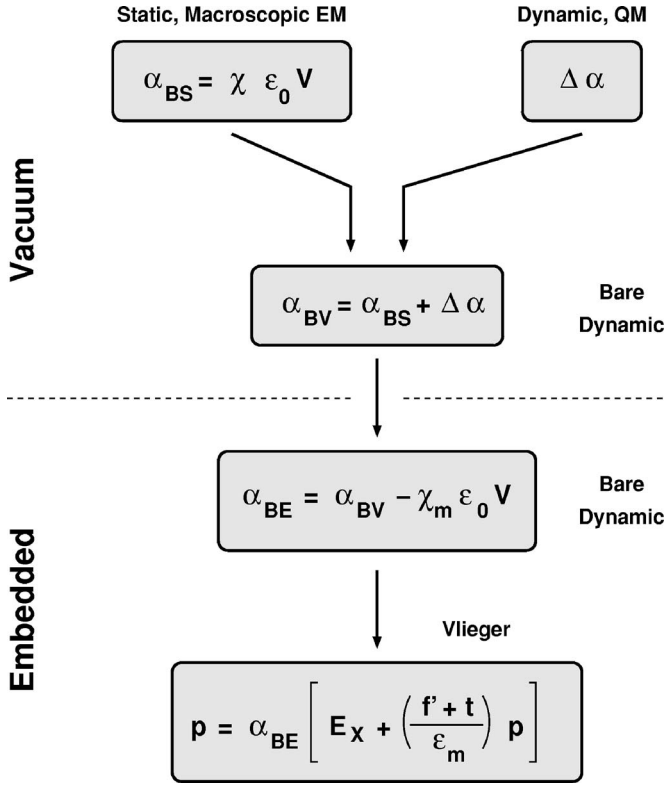 Static, Macroscopic EM
Dynamic, QM
α_BS = χ ε_0 V
Δ α
Vacuum
α_BV = α_BS + Δ α
Bare
Dynamic
α_BE = α_BV − χ_m ε_0 V
Bare
Dynamic
Embedded
Vlieger
p = α_BE [ E_X + ( (f' + t) / ε_m ) p ]